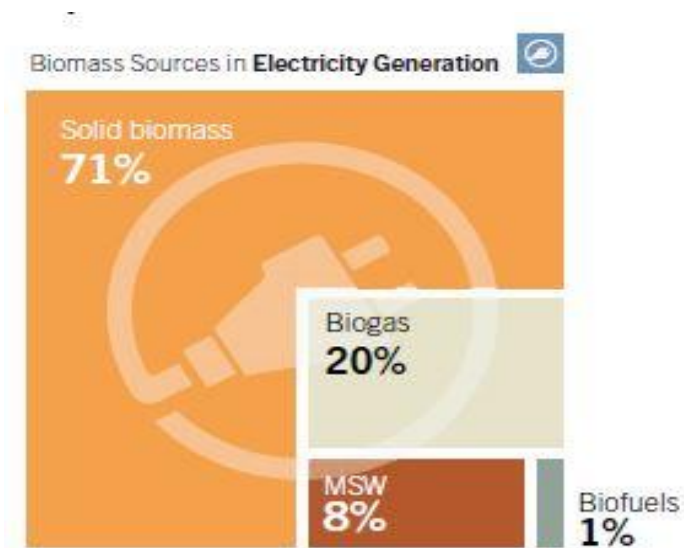 Biomass Sources in Electricity Generation
Solid biomass
71%
Biogas
20%
MSW
8%
Biofuels
1%